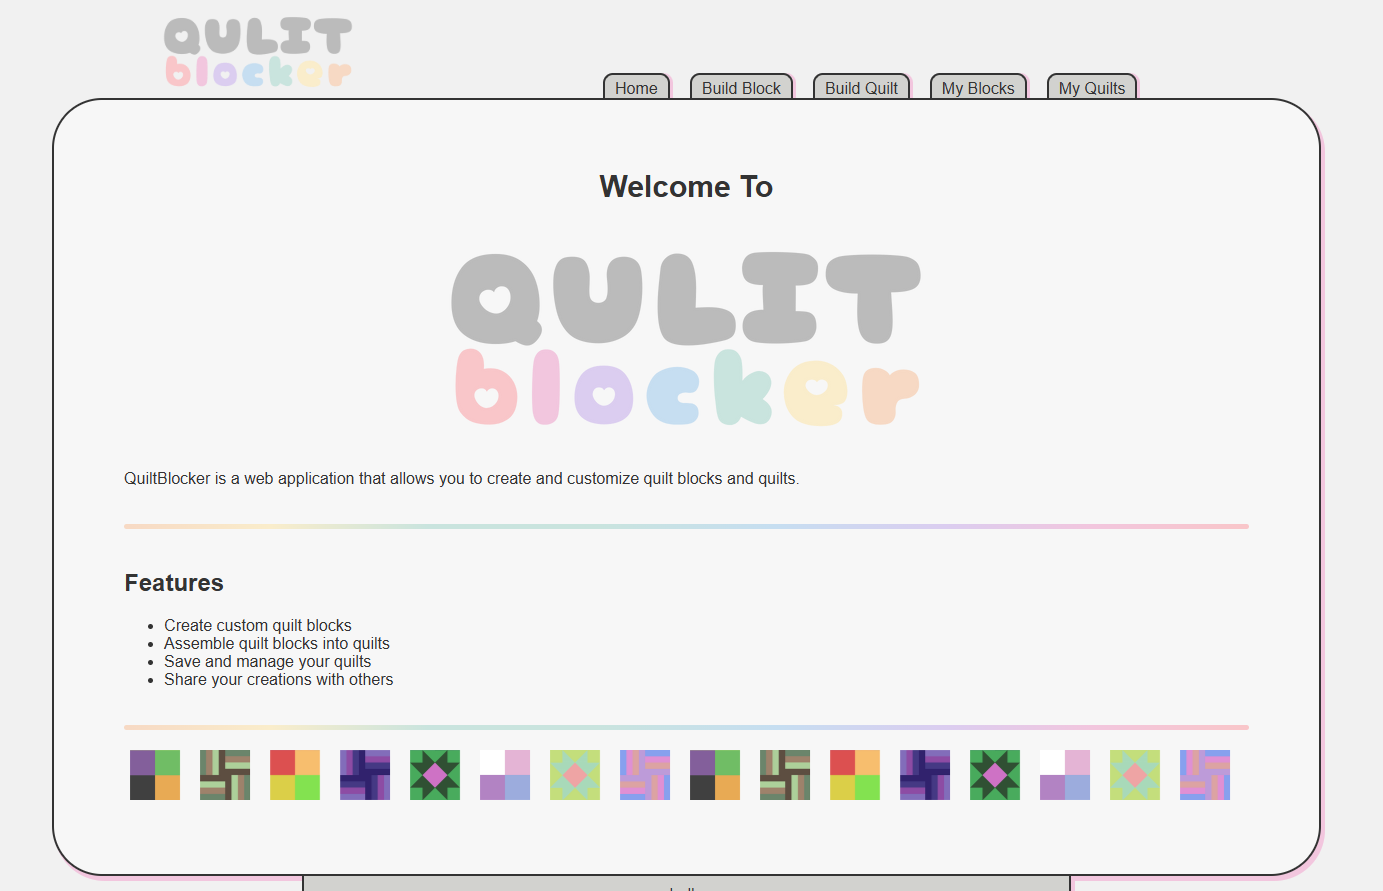 QULIT
blocker
Home
Build Block
Build Quilt
My Blocks
My Quilts
Welcome To
QULIT
blocker
QuiltBlocker is a web application that allows you to create and customize quilt blocks and quilts.
Features
Create custom quilt blocks
Assemble quilt blocks into quilts
Save and manage your quilts
Share your creations with others